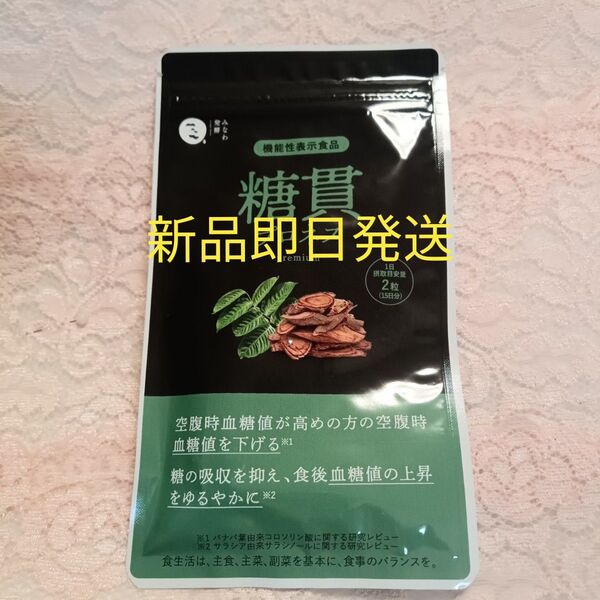 みなわ
発酵
機能性表示食品
糖貫
新品即日発送
1日
摂取目安量
2粒
(15日分)
空腹時血糖値が高めの方の空腹時
血糖値を下げる※1
糖の吸収を抑え、食後血糖値の上昇
をゆるやかに※2
※1 バナバ葉由来コロソリン酸に関する研究レビュー
※2 サラシア由来サラシノールに関する研究レビュー
食生活は、主食、主菜、副菜を基本に、食事のバランスを。